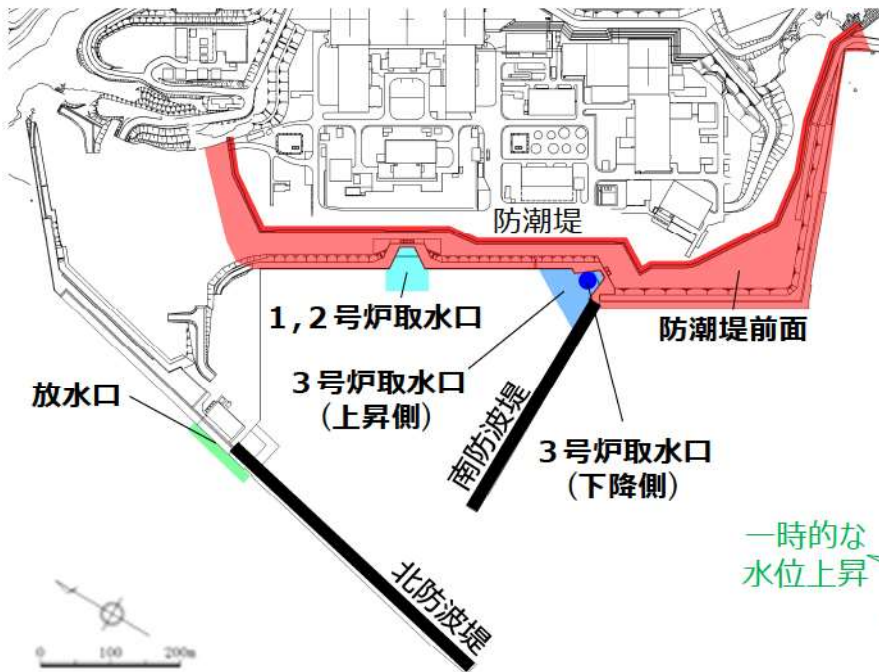 防潮堤
1,2号炉取水口
防潮堤前面
3号炉取水口
(上昇側)
放水口
3号炉取水口
(下降側)
南防波堤
一時的な
水位上昇
北防波堤
0 100 200m